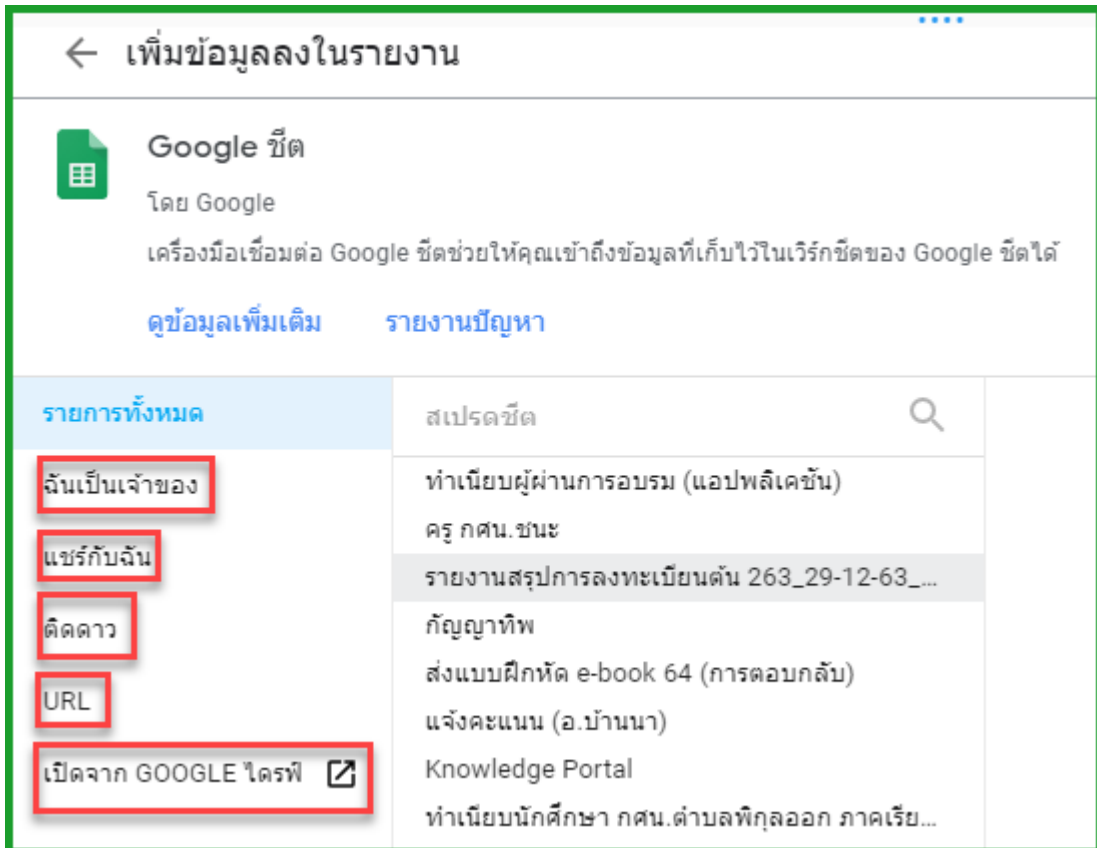 เพิ่มข้อมูลลงในรายงาน
Google ชีต
โดย Google
เครื่องมือเชื่อมต่อ Google ชีตช่วยให้คุณเข้าถึงข้อมูลที่เก็บไว้ในเวิร์กชีตของ Google ชีตได้
ดูข้อมูลเพิ่มเติม รายงานปัญหา
รายการทั้งหมด
ฉันเป็นเจ้าของ
แชร์กับฉัน
ติดดาว
URL
เปิดจาก GOOGLE ไดรฟ์
สเปรดชีต
ทำเนียบผู้ผ่านการอบรม (แอปพลิเคชั่น)
ครู กศน.ชนะ
รายงานสรุปการลงทะเบียนต้น 263_29-12-63_...
กัญญาทิพ
ส่งแบบฝึกหัด e-book 64 (การตอบกลับ)
แจ้งคะแนน (อ.บ้านนา)
Knowledge Portal
ทำเนียบนักศึกษา กศน.ตำบลพิกุลออก ภาคเรีย...